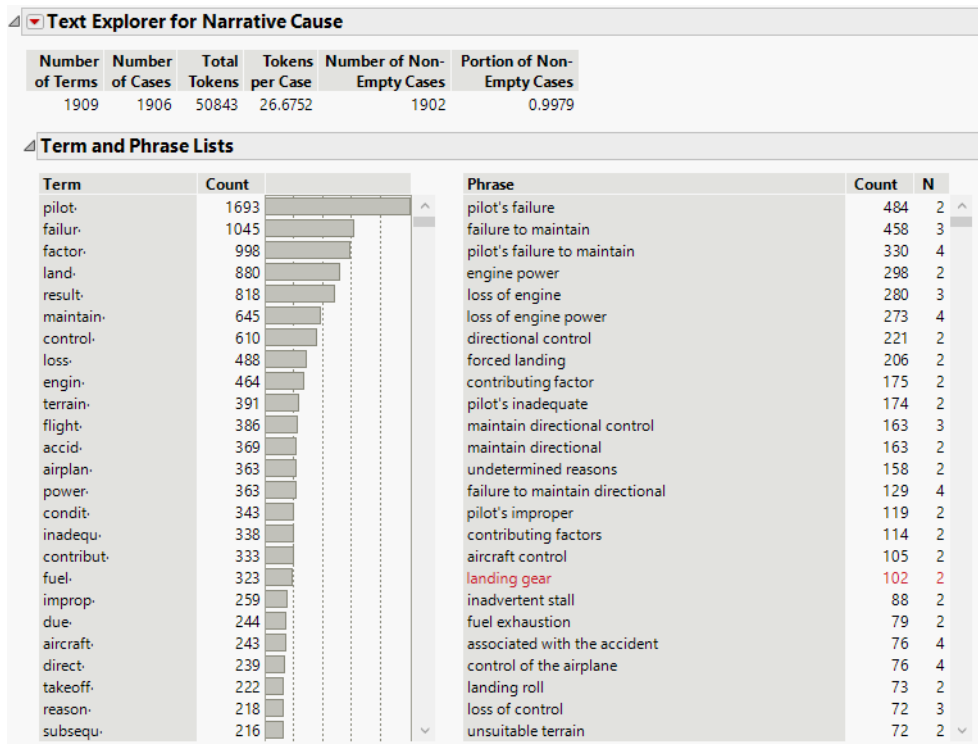 Text Explorer for Narrative Cause
Number Number Total Tokens Number of Non- Portion of Non-
of Terms of Cases Tokens per Case Empty Cases Empty Cases
1909 1906 50843 26.6752 1902 0.9979
Term and Phrase Lists
Term Count Phrase Count N
pilot· 1693 pilot's failure 484 2
failur· 1045 failure to maintain 458 3
factor· 998 pilot's failure to maintain 330 4
land· 880 engine power 298 2
result· 818 loss of engine 280 3
maintain· 645 loss of engine power 273 4
control· 610 directional control 221 2
loss· 488 forced landing 206 2
engin· 464 contributing factor 175 2
terrain· 391 pilot's inadequate 174 2
flight· 386 maintain directional control 163 3
accid· 369 maintain directional 163 2
airplan· 363 undetermined reasons 158 2
power· 363 failure to maintain directional 129 4
condit· 343 pilot's improper 119 2
inadequ· 338 contributing factors 114 2
contribut· 333 aircraft control 105 2
fuel· 323 landing gear 102 2
improp· 259 inadvertent stall 88 2
due· 244 fuel exhaustion 79 2
aircraft· 243 associated with the accident 76 4
direct· 239 control of the airplane 76 4
takeoff· 222 landing roll 73 2
reason· 218 loss of control 72 3
subsequ· 216 unsuitable terrain 72 2